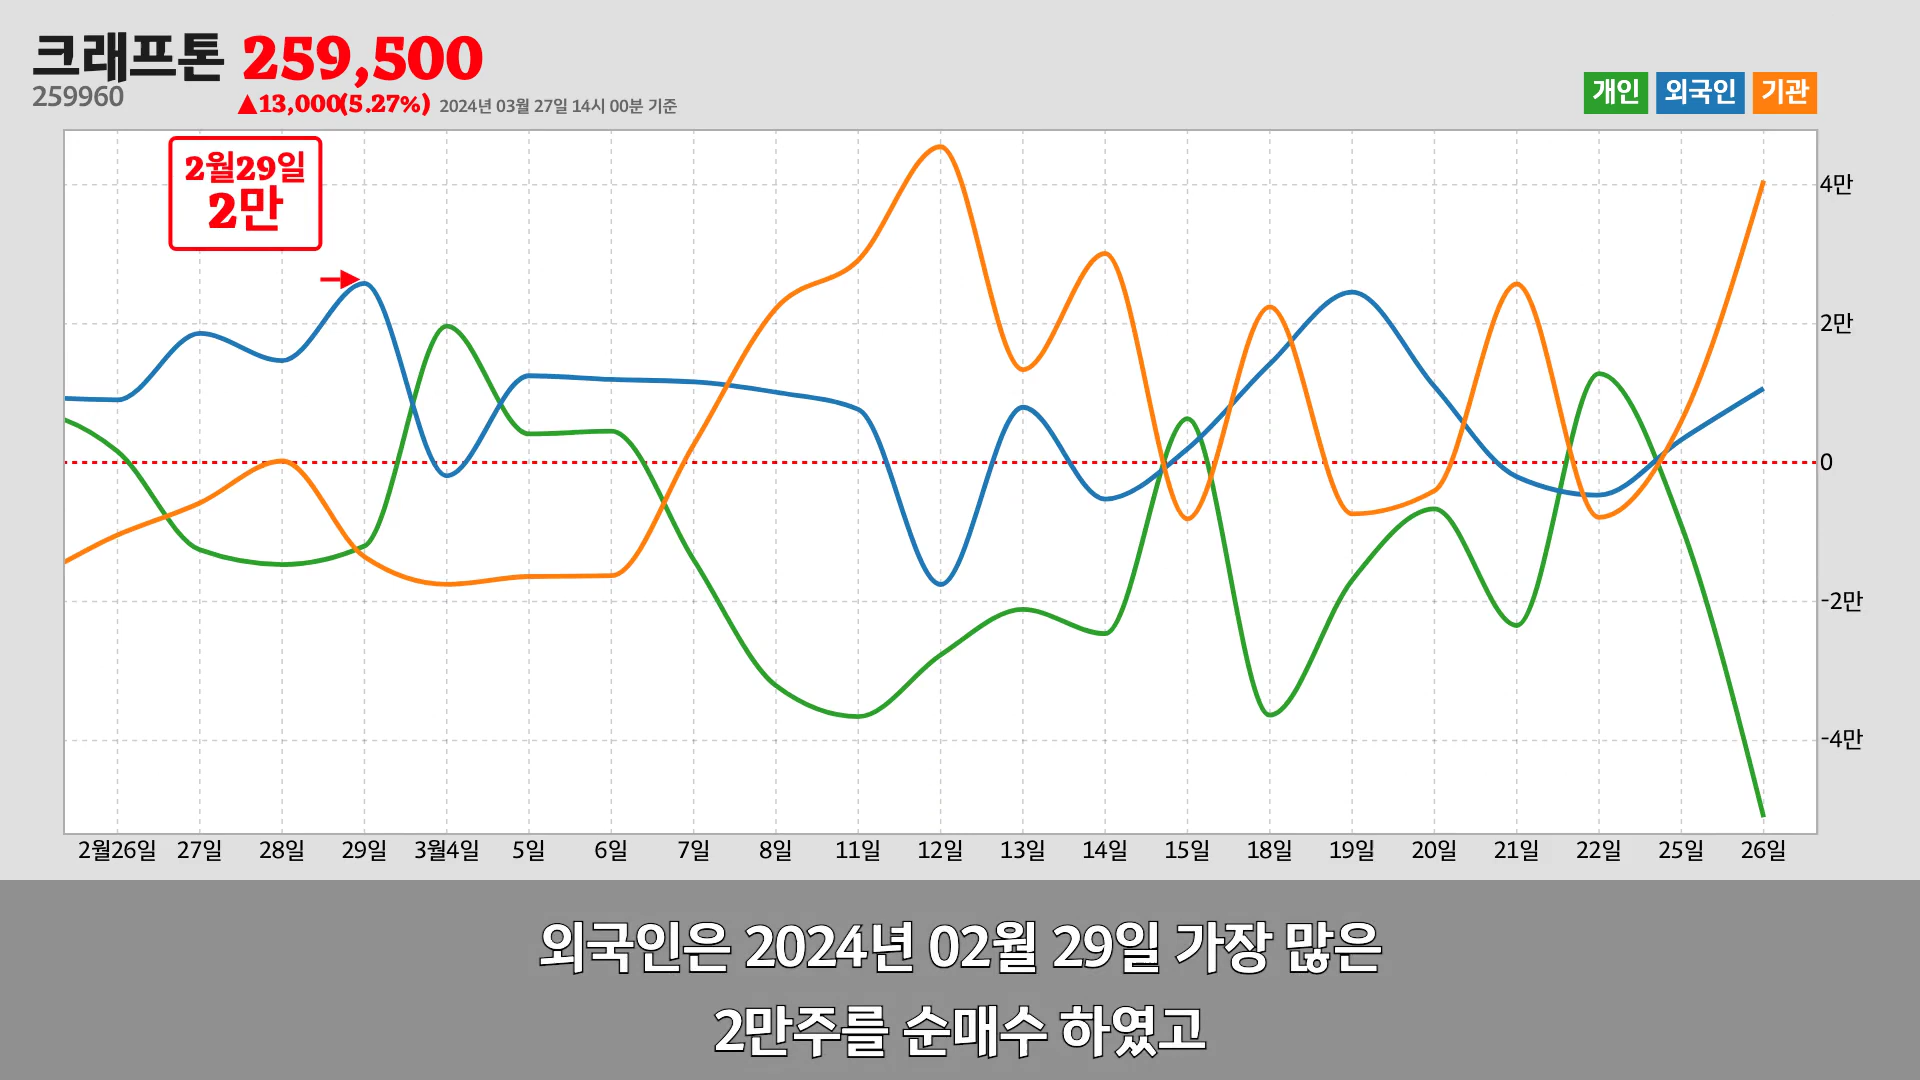 크래프톤 259,500
259960
▲13,000(5.27%) 2024년 03월 27일 14시 00분 기준
개인 외국인 기관
2월29일
2만
4만
2만
0
-2만
-4만
2월26일 27일 28일 29일 3월4일 5일 6일 7일 8일 11일 12일 13일 14일 15일 18일 19일 20일 21일 22일 25일 26일
외국인은 2024년 02월 29일 가장 많은
2만주를 순매수 하였고